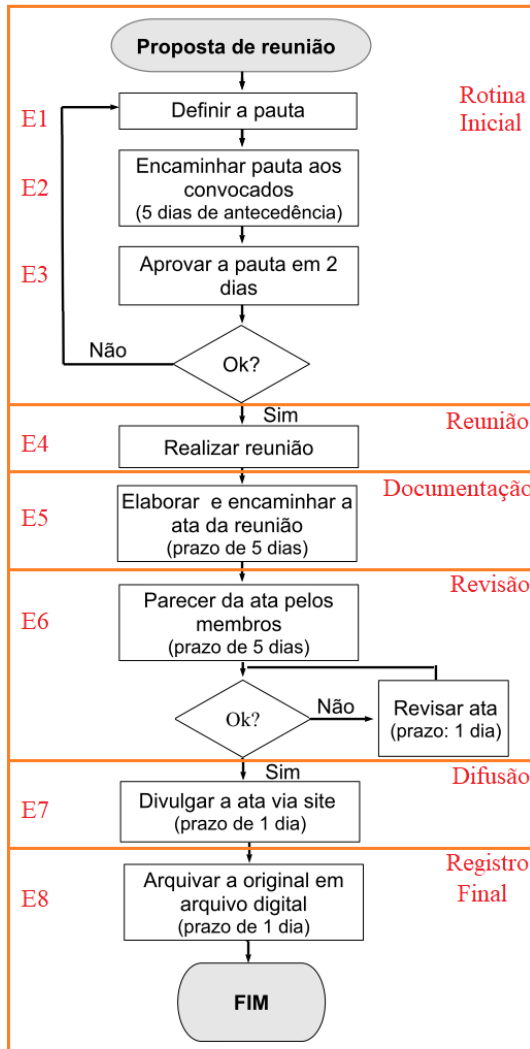 Proposta de reunião
Rotina
Inicial
E1
Definir a pauta
E2
Encaminhar pauta aos
convocados
(5 dias de antecedência)
E3
Aprovar a pauta em 2
dias
Não
Ok?
Sim
Reunião
E4
Realizar reunião
Documentação
E5
Elaborar e encaminhar a
ata da reunião
(prazo de 5 dias)
Revisão
E6
Parecer da ata pelos
membros
(prazo de 5 dias)
Ok?
Não
Revisar ata
(prazo: 1 dia)
Sim
Difusão
E7
Divulgar a ata via site
(prazo de 1 dia)
Registro
Final
E8
Arquivar a original em
arquivo digital
(prazo de 1 dia)
FIM